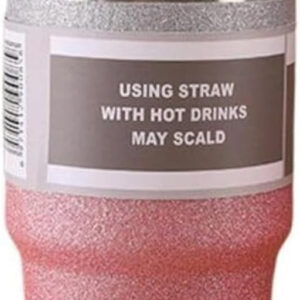 USING STRAW
WITH HOT DRINKS
MAY SCALD